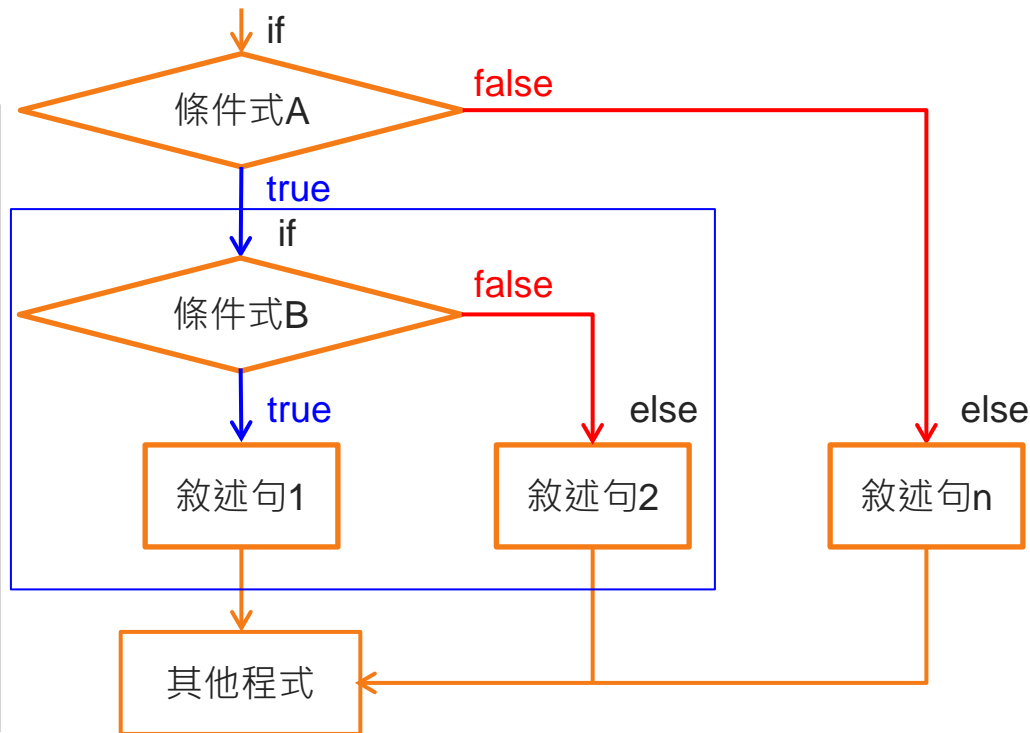 if
條件式A
false
true
if
條件式B
false
true
else
else
敘述句1
敘述句2
敘述句n
其他程式